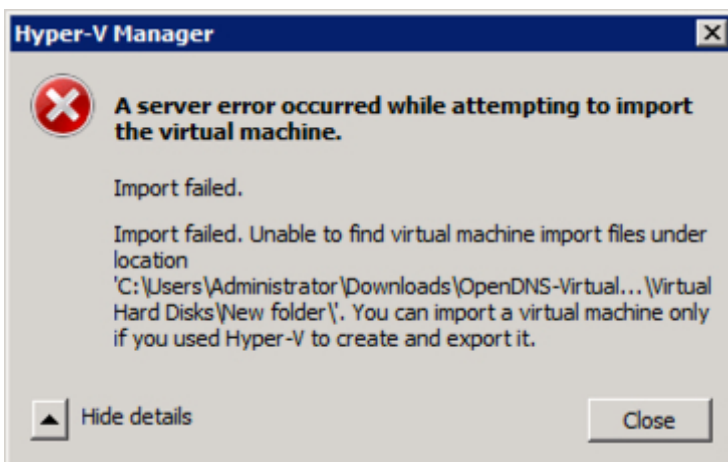 Hyper-V Manager
A server error occurred while attempting to import
the virtual machine.
Import failed.
Import failed. Unable to find virtual machine import files under
location
'C:\Users\Administrator\Downloads\OpenDNS-Virtual...\Virtual
Hard Disks\New folder\'. You can import a virtual machine only
if you used Hyper-V to create and export it.
Hide details
Close